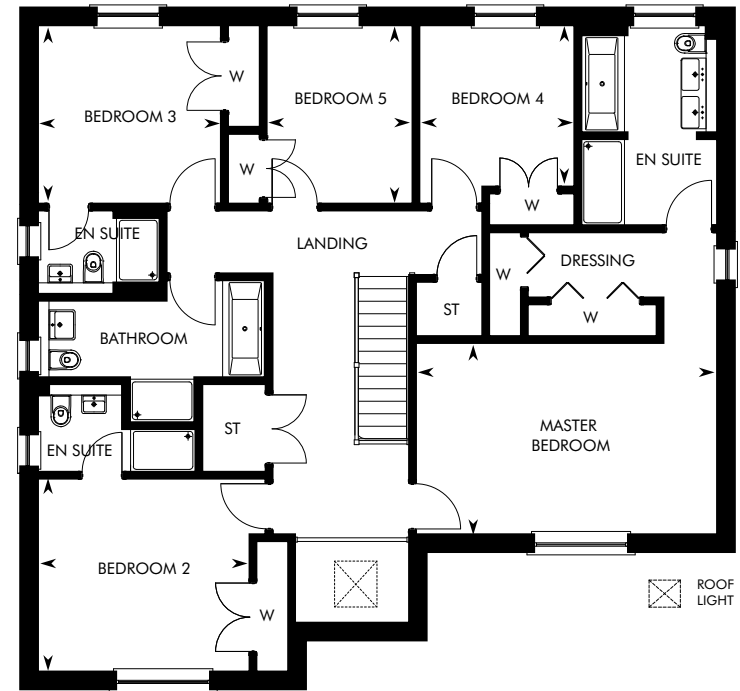 W
BEDROOM 3
BEDROOM 5
BEDROOM 4
W
EN SUITE
W
EN SUITE
LANDING
DRESSING
W
ST
W
BATHROOM
ST
MASTER
BEDROOM
EN SUITE
BEDROOM 2
W
ROOF
LIGHT